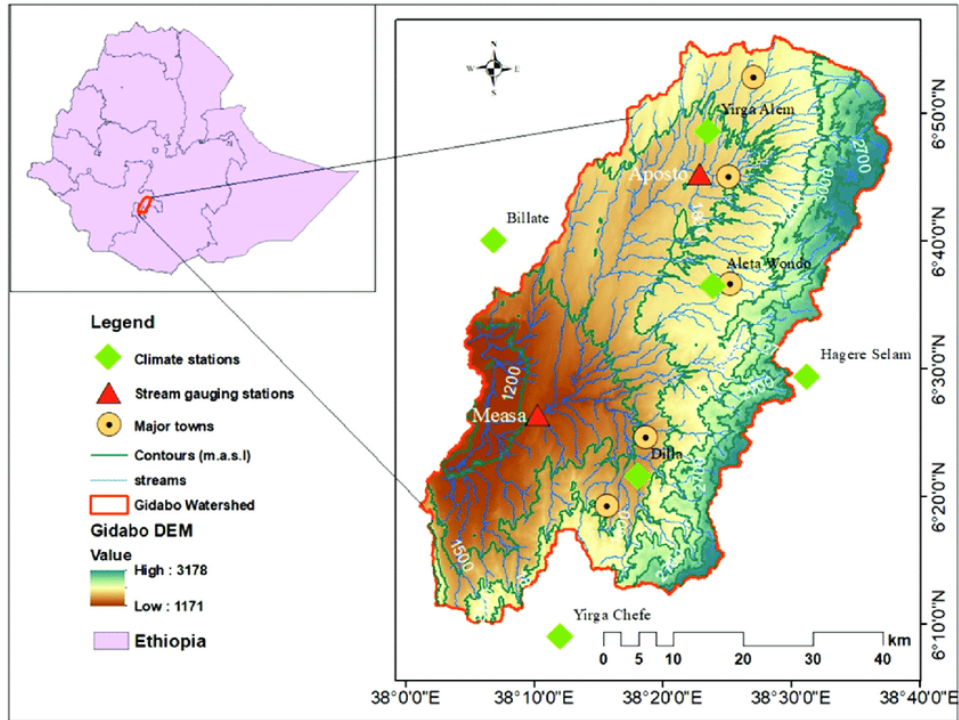 N
W
E
S
Yirga Alem
Aposto
2700
Billate
Aleta Wondo
Hagere Selam
1200
Measa
Dilla
1500
Yirga Chefe
Legend
Climate stations
Stream gauging stations
Major towns
Contours (m.a.s.l)
streams
Gidabo Watershed
Gidabo DEM
Value
High : 3178
Low : 1171
Ethiopia
km
0 5 10 20 30 40
6°50'0"N
6°40'0"N
6°30'0"N
6°20'0"N
6°10'0"N
38°0'0"E 38°10'0"E 38°20'0"E 38°30'0"E 38°40'0"E